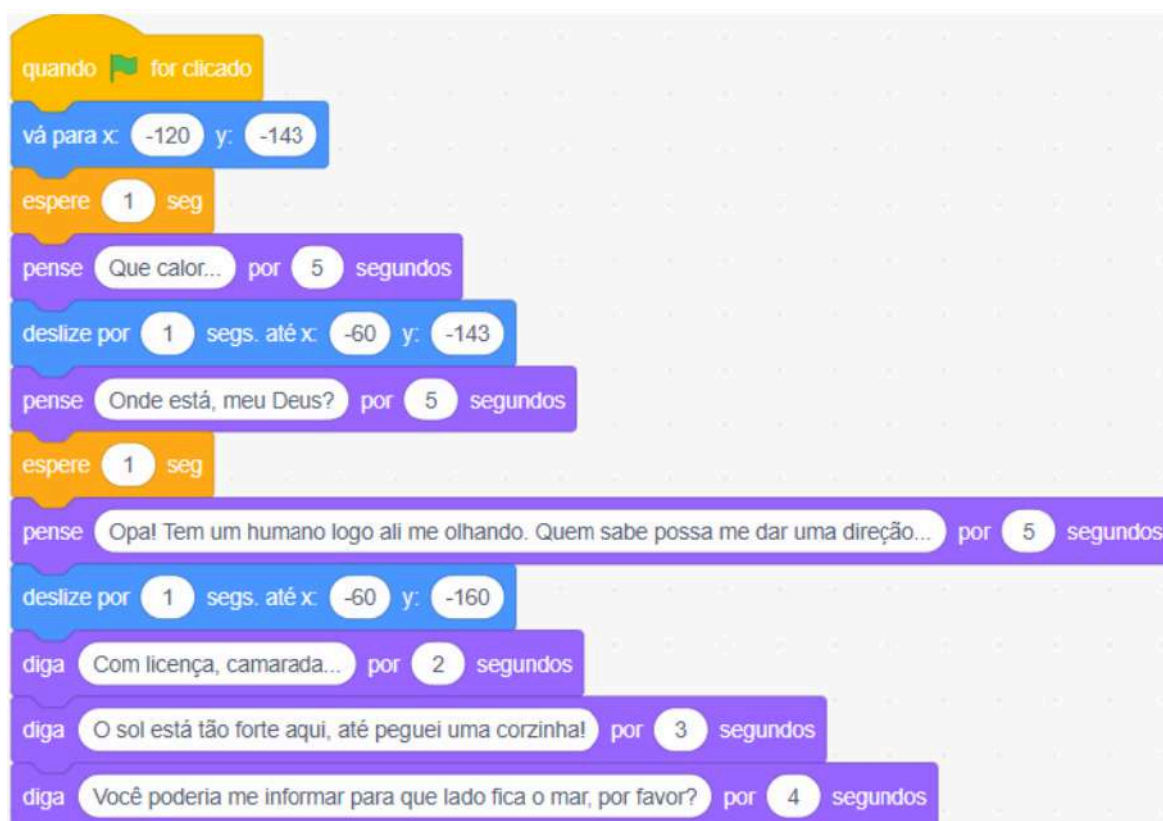 quando for clicado
vá para x: -120 y: -143
espere 1 seg
pense Que calor... por 5 segundos
deslize por 1 segs. até x: -60 y: -143
pense Onde está, meu Deus? por 5 segundos
espere 1 seg
pense Opa! Tem um humano logo ali me olhando. Quem sabe possa me dar uma direção... por 5 segundos
deslize por 1 segs. até x: -60 y: -160
diga Com licença, camarada... por 2 segundos
diga O sol está tão forte aqui, até peguei uma corzinha! por 3 segundos
diga Você poderia me informar para que lado fica o mar, por favor? por 4 segundos